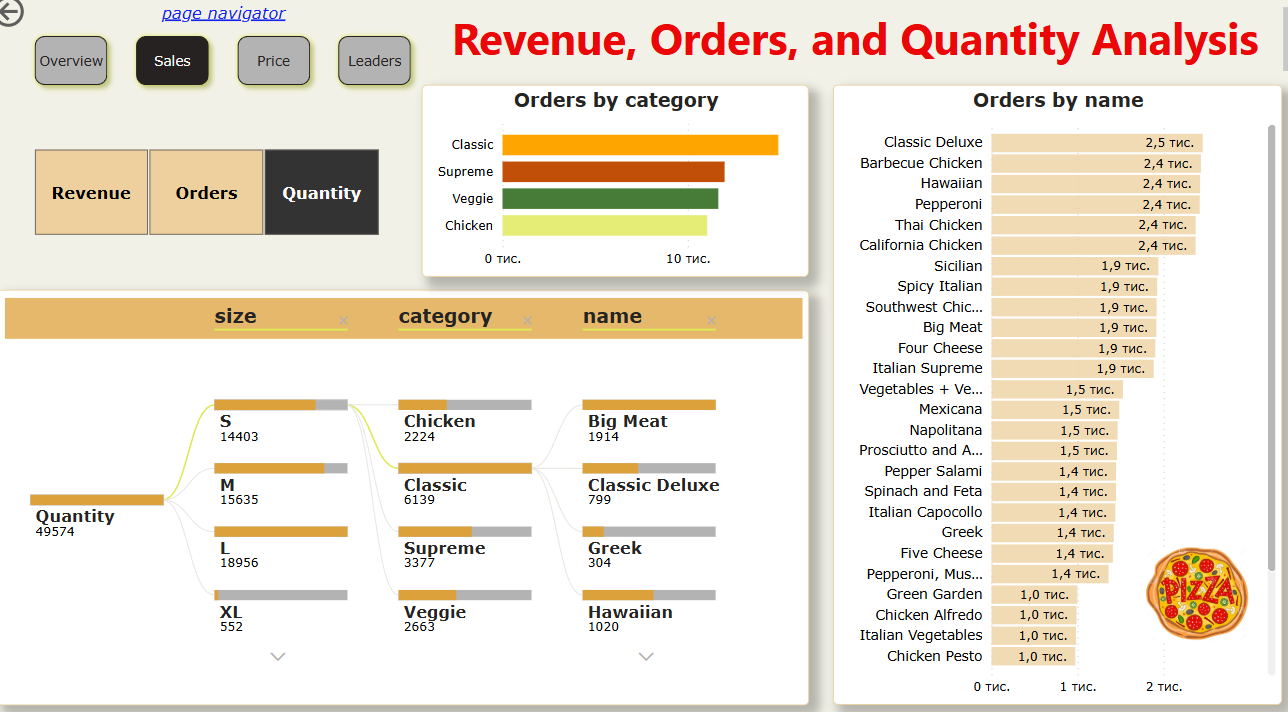 page navigator
Overview
Sales
Price
Leaders
Revenue, Orders, and Quantity Analysis
Revenue
Orders
Quantity
Orders by category
Classic
Supreme
Veggie
Chicken
0 тис.
10 тис.
size
category
name
Quantity
49574
S
14403
M
15635
L
18956
XL
552
Chicken
2224
Classic
6139
Supreme
3377
Veggie
2663
Big Meat
1914
Classic Deluxe
799
Greek
304
Hawaiian
1020
Orders by name
Classic Deluxe 2,5 тис.
Barbecue Chicken 2,4 тис.
Hawaiian 2,4 тис.
Pepperoni 2,4 тис.
Thai Chicken 2,4 тис.
California Chicken 2,4 тис.
Sicilian 1,9 тис.
Spicy Italian 1,9 тис.
Southwest Chic... 1,9 тис.
Big Meat 1,9 тис.
Four Cheese 1,9 тис.
Italian Supreme 1,9 тис.
Vegetables + Ve... 1,5 тис.
Mexicana 1,5 тис.
Napolitana 1,5 тис.
Prosciutto and A... 1,5 тис.
Pepper Salami 1,4 тис.
Spinach and Feta 1,4 тис.
Italian Capocollo 1,4 тис.
Greek 1,4 тис.
Five Cheese 1,4 тис.
Pepperoni, Mus... 1,4 тис.
Green Garden 1,0 тис.
Chicken Alfredo 1,0 тис.
Italian Vegetables 1,0 тис.
Chicken Pesto 1,0 тис.
0 тис. 1 тис. 2 тис.
PIZZA